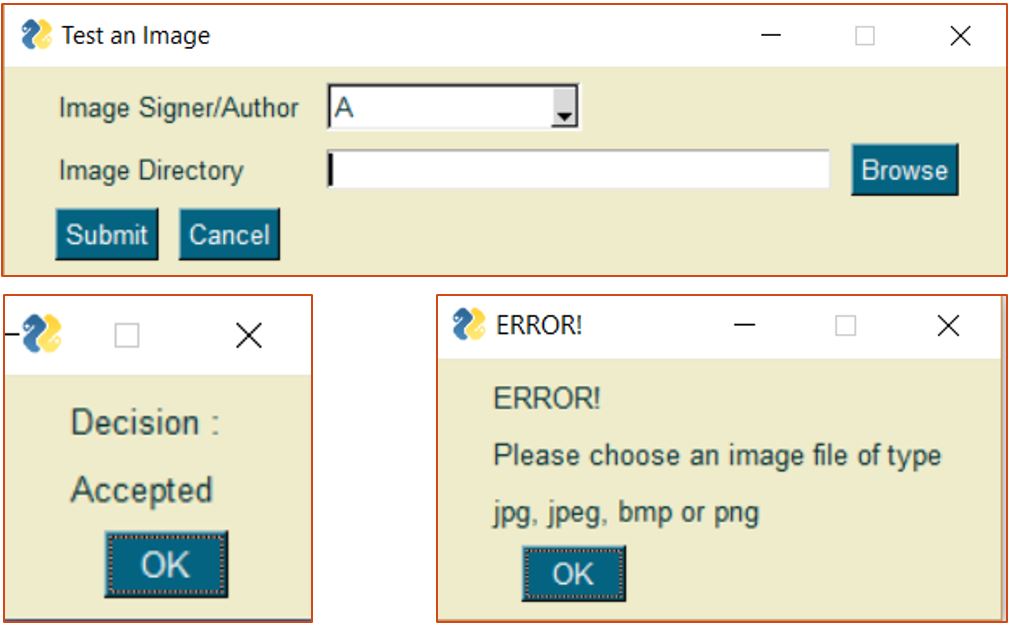 Test an Image
Image Signer/Author A
Image Directory Browse
Submit Cancel
Decision :
Accepted
OK
ERROR!
ERROR!
Please choose an image file of type
jpg, jpeg, bmp or png
OK